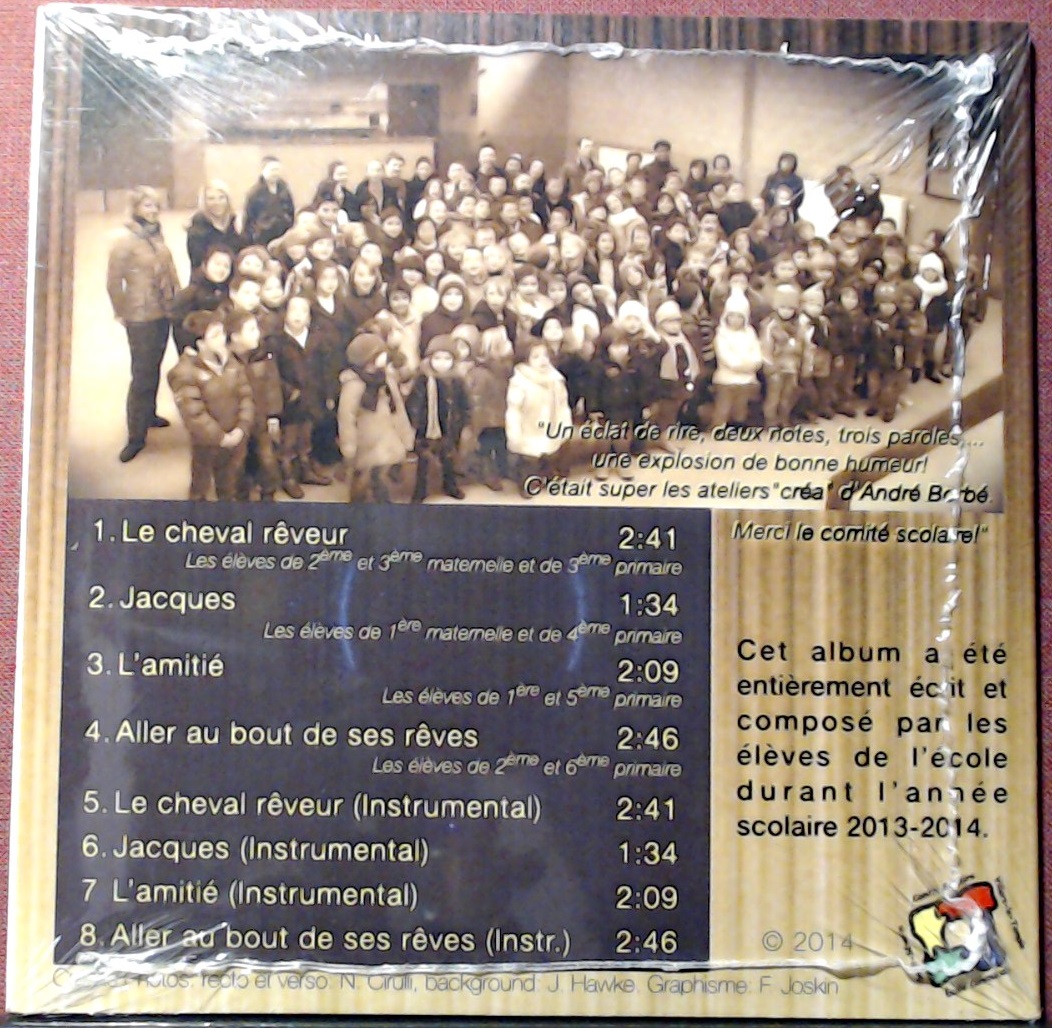 "Un éclat de rire, deux notes, trois paroles,...
une explosion de bonne humeur!
C'était super les ateliers "créa" d'André Borbé.
Merci le comité scolaire!"
1. Le cheval rêveur 2:41
Les élèves de 2ème et 3ème maternelle et de 3ème primaire
2. Jacques 1:34
Les élèves de 1ère maternelle et de 4ème primaire
3. L'amitié 2:09
Les élèves de 1ère et 5ème primaire
4. Aller au bout de ses rêves 2:46
Les élèves de 2ème et 6ème primaire
5. Le cheval rêveur (Instrumental) 2:41
6. Jacques (Instrumental) 1:34
7 L'amitié (Instrumental) 2:09
8. Aller au bout de ses rêves (Instr.) 2:46
Cet album a été
entièrement écrit et
composé par les
élèves de l'école
durant l'année
scolaire 2013-2014.
© 2014
Photos: recto et verso: N. Cirulli, background: J. Hawke. Graphisme: F. Joskin